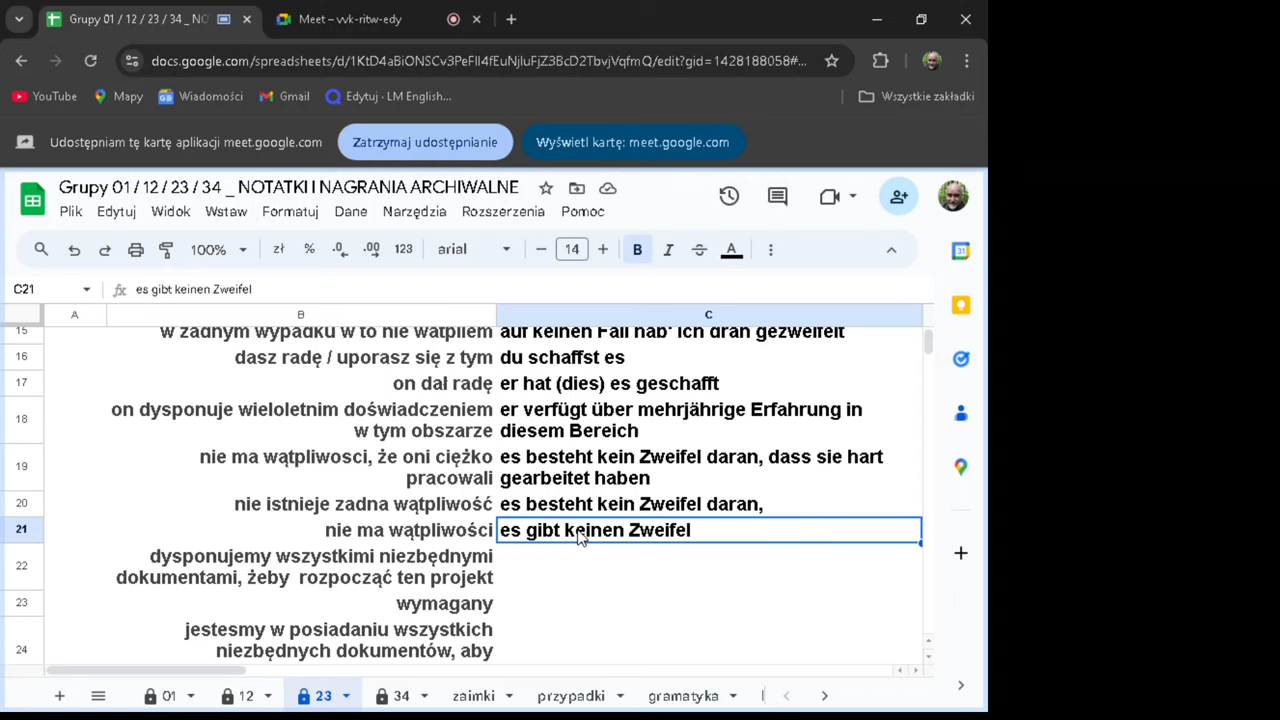 Grupy 01 / 12 / 23 / 34 _ NO
Meet – vvk-ritw-edy
docs.google.com/spreadsheets/d/1KtD4aBiONSCv3PeFIl4fEuNjluFjZ3BcD2TbvjVqfmQ/edit?gid=1428188058#...
YouTube
Mapy
Wiadomości
Gmail
Edytuj · LM English...
Wszystkie zakładki
Udostępniam tę kartę aplikacji meet.google.com
Zatrzymaj udostępnianie
Wyświetl kartę: meet.google.com
Grupy 01 / 12 / 23 / 34 _ NOTATKI I NAGRANIA ARCHIWALNE
Plik Edytuj Widok Wstaw Formatuj Dane Narzędzia Rozszerzenia Pomoc
100% zł % .0 .00 123 arial 14 B I S A
C21 fx es gibt keinen Zweifel
A B C
15 w żadnym wypadku w to nie wątpiłem auf keinen Fall hab' ich dran gezweifelt
16 dasz radę / uporasz się z tym du schaffst es
17 on dał radę er hat (dies) es geschafft
18 on dysponuje wieloletnim doświadczeniem er verfügt über mehrjährige Erfahrung in
w tym obszarze diesem Bereich
19 nie ma wątpliwosci, że oni ciężko es besteht kein Zweifel daran, dass sie hart
pracowali gearbeitet haben
20 nie istnieje żadna wątpliwość es besteht kein Zweifel daran,
21 nie ma wątpliwości es gibt keinen Zweifel
22 dysponujemy wszystkimi niezbędnymi
dokumentami, żeby rozpocząć ten projekt
23 wymagany
24 jestesmy w posiadaniu wszystkich
niezbędnych dokumentów, aby
01 12 23 34 zaimki przypadki gramatyka